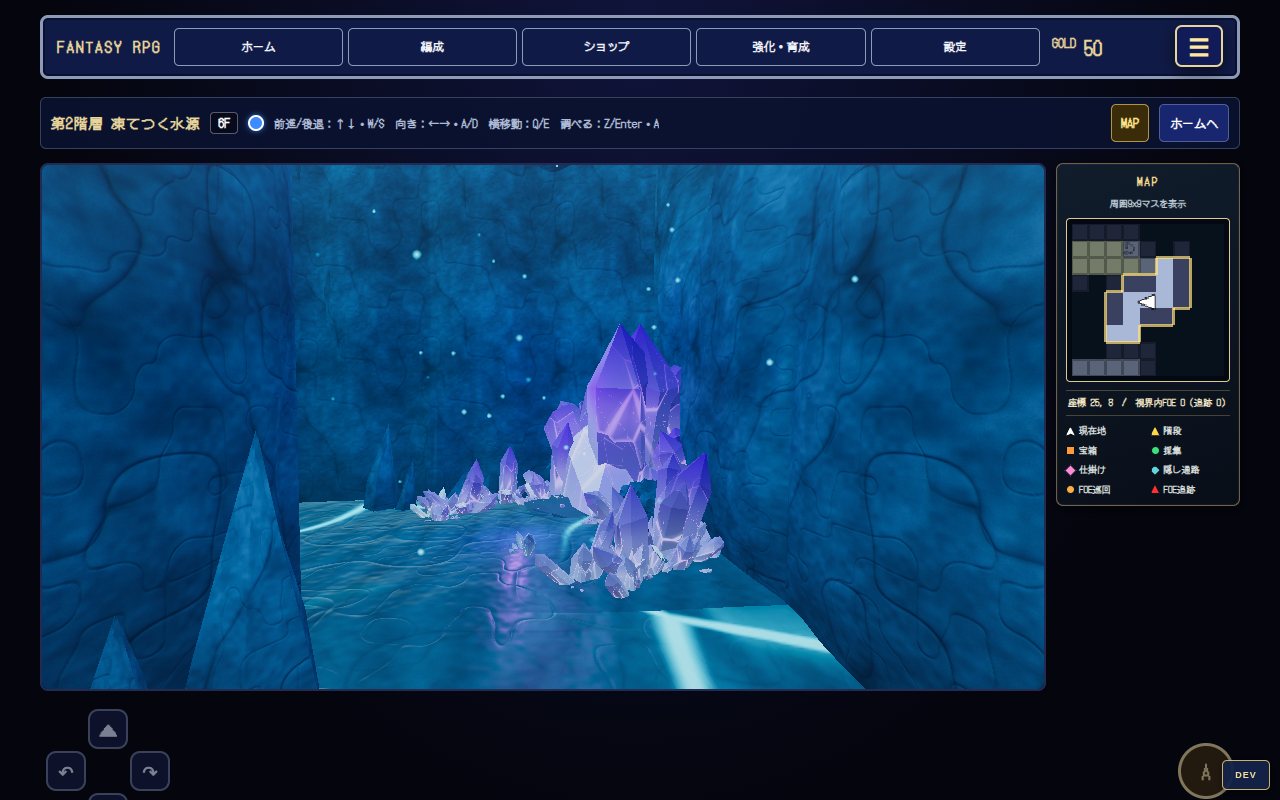 FANTASY RPG
ホーム
編成
ショップ
強化・育成
設定
GOLD 50
第2階層 凍てつく水源
6F
前進/後退：↑↓・W/S 向き：←→・A/D 横移動：Q/E 調べる：Z/Enter・A
MAP
ホームへ
MAP
周囲9x9マスを表示
座標 25, 8 / 視界内FOE 0（追跡 0）
現在地
階段
宝箱
採集
仕掛け
隠し通路
FOE巡回
FOE追跡
A
DEV